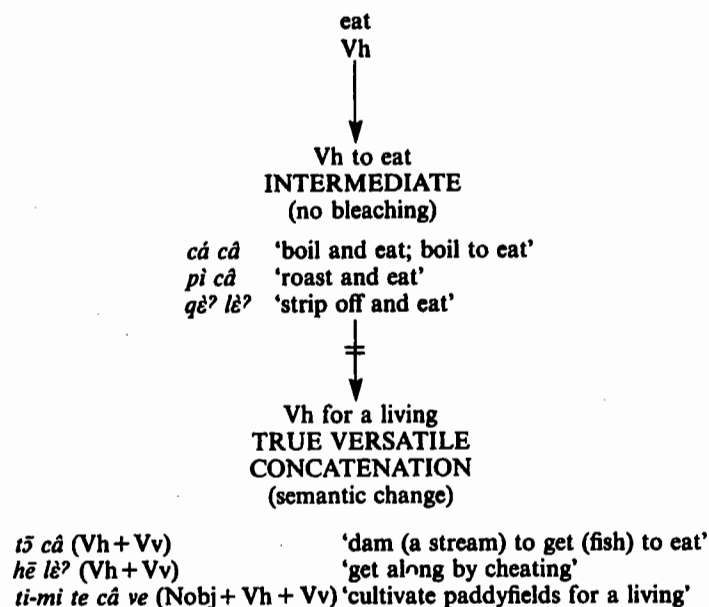 eat
Vh
Vh to eat
INTERMEDIATE
(no bleaching)
cá câ ‘boil and eat; boil to eat’
pì câ ‘roast and eat’
qɛ̀ʔ lɛ̀ʔ ‘strip off and eat’
Vh for a living
TRUE VERSATILE
CONCATENATION
(semantic change)
tɔ̄ câ (Vh + Vv) ‘dam (a stream) to get (fish) to eat’
hē lɛ̀ʔ (Vh + Vv) ‘get along by cheating’
ti-mi te câ ve (Nobj + Vh + Vv) ‘cultivate paddyfields for a living’